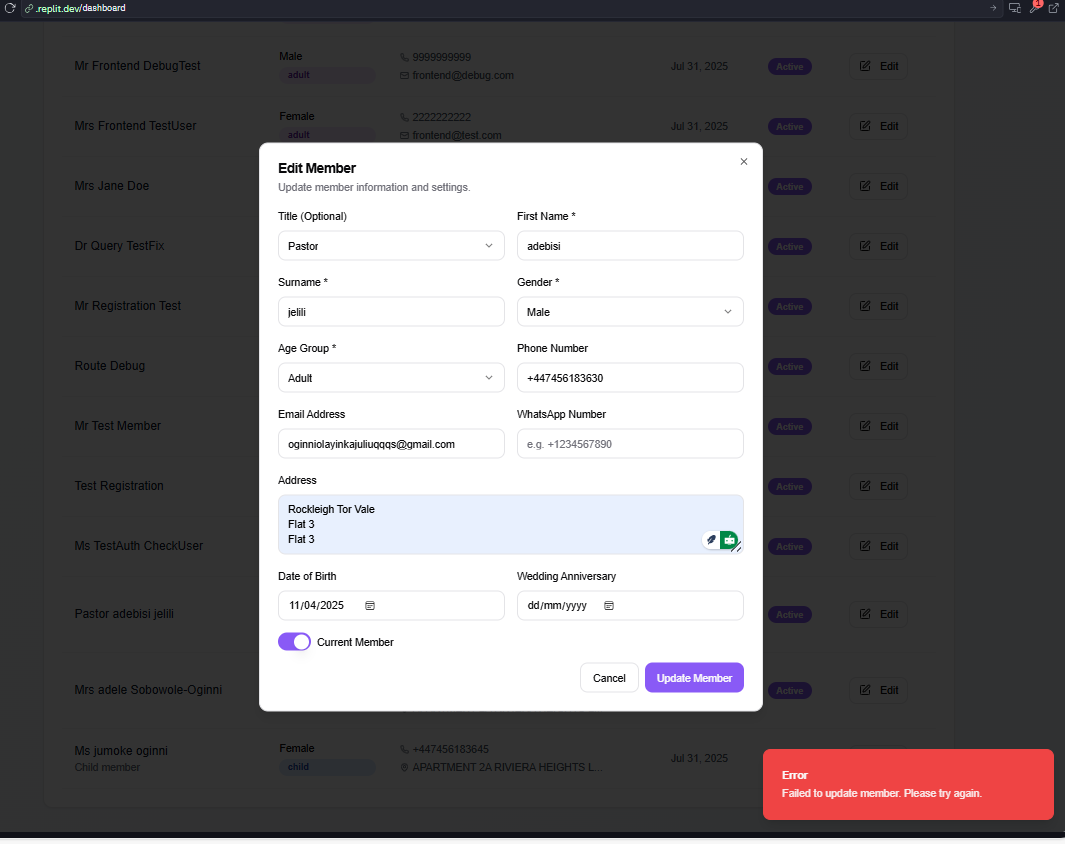 .replit.dev/dashboard
1
Mr Frontend DebugTest
Male
adult
9999999999
frontend@debug.com
Jul 31, 2025
Active
Edit
Mrs Frontend TestUser
Female
adult
2222222222
frontend@test.com
Jul 31, 2025
Active
Edit
Mrs Jane Doe
Active
Edit
Dr Query TestFix
Active
Edit
Mr Registration Test
Active
Edit
Route Debug
Active
Edit
Mr Test Member
Active
Edit
Test Registration
Active
Edit
Ms TestAuth CheckUser
Active
Edit
Pastor adebisi jelili
Active
Edit
Mrs adele Sobowole-Oginni
Active
Edit
Ms jumoke oginni
Child member
Female
child
+447456183645
APARTMENT 2A RIVIERA HEIGHTS L...
Jul 31, 2025
Edit Member
Update member information and settings.
Title (Optional)
First Name *
Pastor
adebisi
Surname *
Gender *
jelili
Male
Age Group *
Phone Number
Adult
+447456183630
Email Address
WhatsApp Number
oginniolayinkajuliuqqqs@gmail.com
e.g. +1234567890
Address
Rockleigh Tor Vale
Flat 3
Flat 3
Date of Birth
Wedding Anniversary
11/04/2025
dd/mm/yyyy
Current Member
Cancel
Update Member
Error
Failed to update member. Please try again.